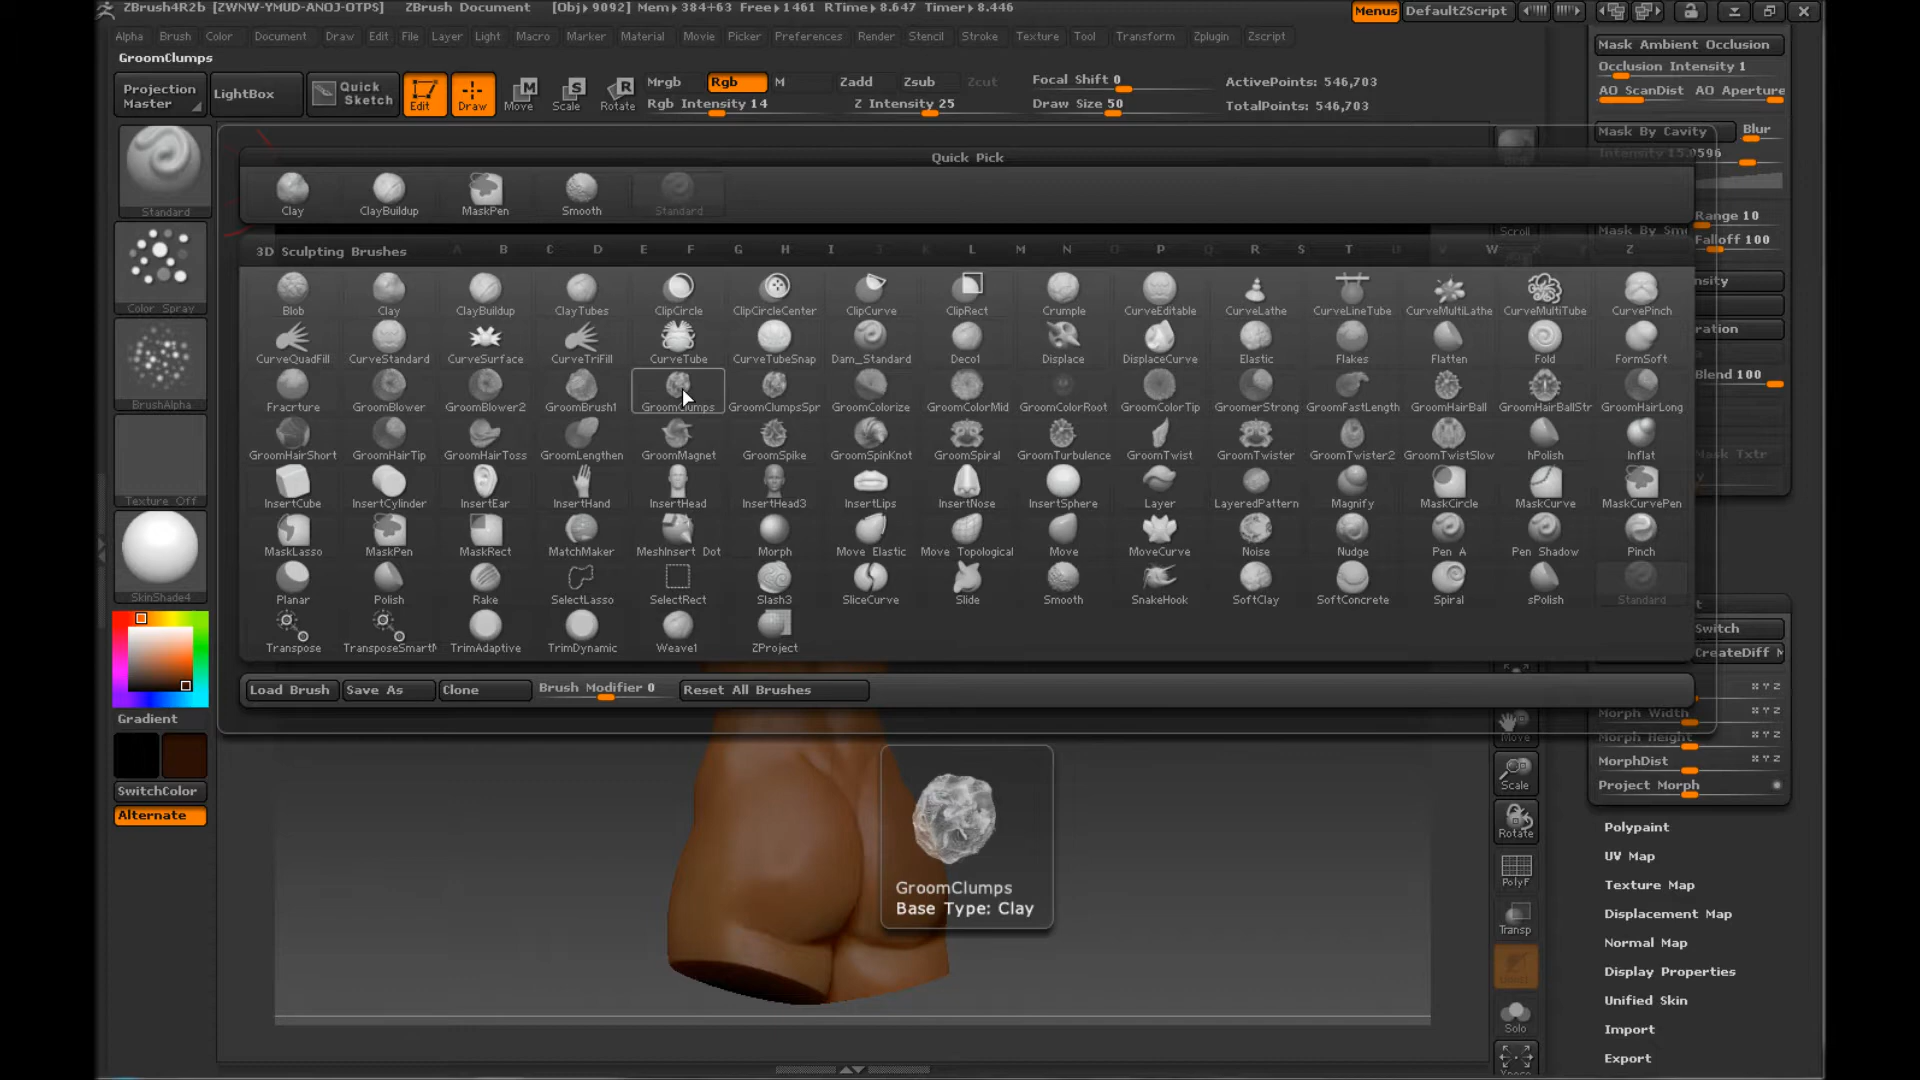 ZBrush4R2b [ZWNW-YMUD-ANOJ-OTPS] ZBrush Document [Obj▸9092] Mem▸384+63 Free▸1461 RTime▸8.647 Timer▸8.446 Menus DefaultZScript
Alpha Brush Color Document Draw Edit File Layer Light Macro Marker Material Movie Picker Preferences Render Stencil Stroke Texture Tool Transform Zplugin Zscript
GroomClumps
Projection Master LightBox Quick Sketch Edit Draw Move Scale Rotate
Mrgb Rgb M Zadd Zsub Zcut Focal Shift 0 ActivePoints: 546,703
Rgb Intensity 14 Z Intensity 25 Draw Size 50 TotalPoints: 546,703
Quick Pick
Clay ClayBuildup MaskPen Smooth Standard
3D Sculpting Brushes A B C D E F G H I J K L M N O P Q R S T U V W X Y Z
Blob Clay ClayBuildup ClayTubes ClipCircle ClipCircleCenter ClipCurve ClipRect Crumple CurveEditable CurveLathe CurveLineTube CurveMultiLathe CurveMultiTube CurvePinch
CurveQuadFill CurveStandard CurveSurface CurveTriFill CurveTube CurveTubeSnap Dam_Standard Deco1 Displace DisplaceCurve Elastic Flakes Flatten Fold FormSoft
Fracrture GroomBlower GroomBlower2 GroomBrush1 GroomClumps GroomClumpsSpr GroomColorize GroomColorMid GroomColorRoot GroomColorTip GroomerStrong GroomFastLength GroomHairBall GroomHairBallStr GroomHairLong
GroomHairShort GroomHairTip GroomHairToss GroomLengthen GroomMagnet GroomSpike GroomSpinKnot GroomSpiral GroomTurbulence GroomTwist GroomTwister GroomTwister2 GroomTwistSlow hPolish Inflat
InsertCube InsertCylinder InsertEar InsertHand InsertHead InsertHead3 InsertLips InsertNose InsertSphere Layer LayeredPattern Magnify MaskCircle MaskCurve MaskCurvePen
MaskLasso MaskPen MaskRect MatchMaker MeshInsert Dot Morph Move Elastic Move Topological Move MoveCurve Noise Nudge Pen A Pen Shadow Pinch
Planar Polish Rake SelectLasso SelectRect Slash3 SliceCurve Slide Smooth SnakeHook SoftClay SoftConcrete Spiral sPolish Standard
Transpose TransposeSmartM TrimAdaptive TrimDynamic Weave1 ZProject
Load Brush Save As Clone Brush Modifier 0 Reset All Brushes
GroomClumps
Base Type: Clay
Standard
Color Spray
BrushAlpha
Texture Off
SkinShade4
Gradient
SwitchColor
Alternate
Scroll
Move
Scale
Rotate
PolyF
Transp
Solo
Mask Ambient Occlusion
Occlusion Intensity 1
AO ScanDist AO Aperture
Mask By Cavity Blur
Intensity 15.0596
Range 10
Mask By Smo
Falloff 100
nsity
ration
Blend 100
Mask Txtr
Switch
CreateDiff M
X Y Z
Morph Width X Y Z
Morph Height X Y Z
MorphDist X Y Z
Project Morph
Polypaint
UV Map
Texture Map
Displacement Map
Normal Map
Display Properties
Unified Skin
Import
Export